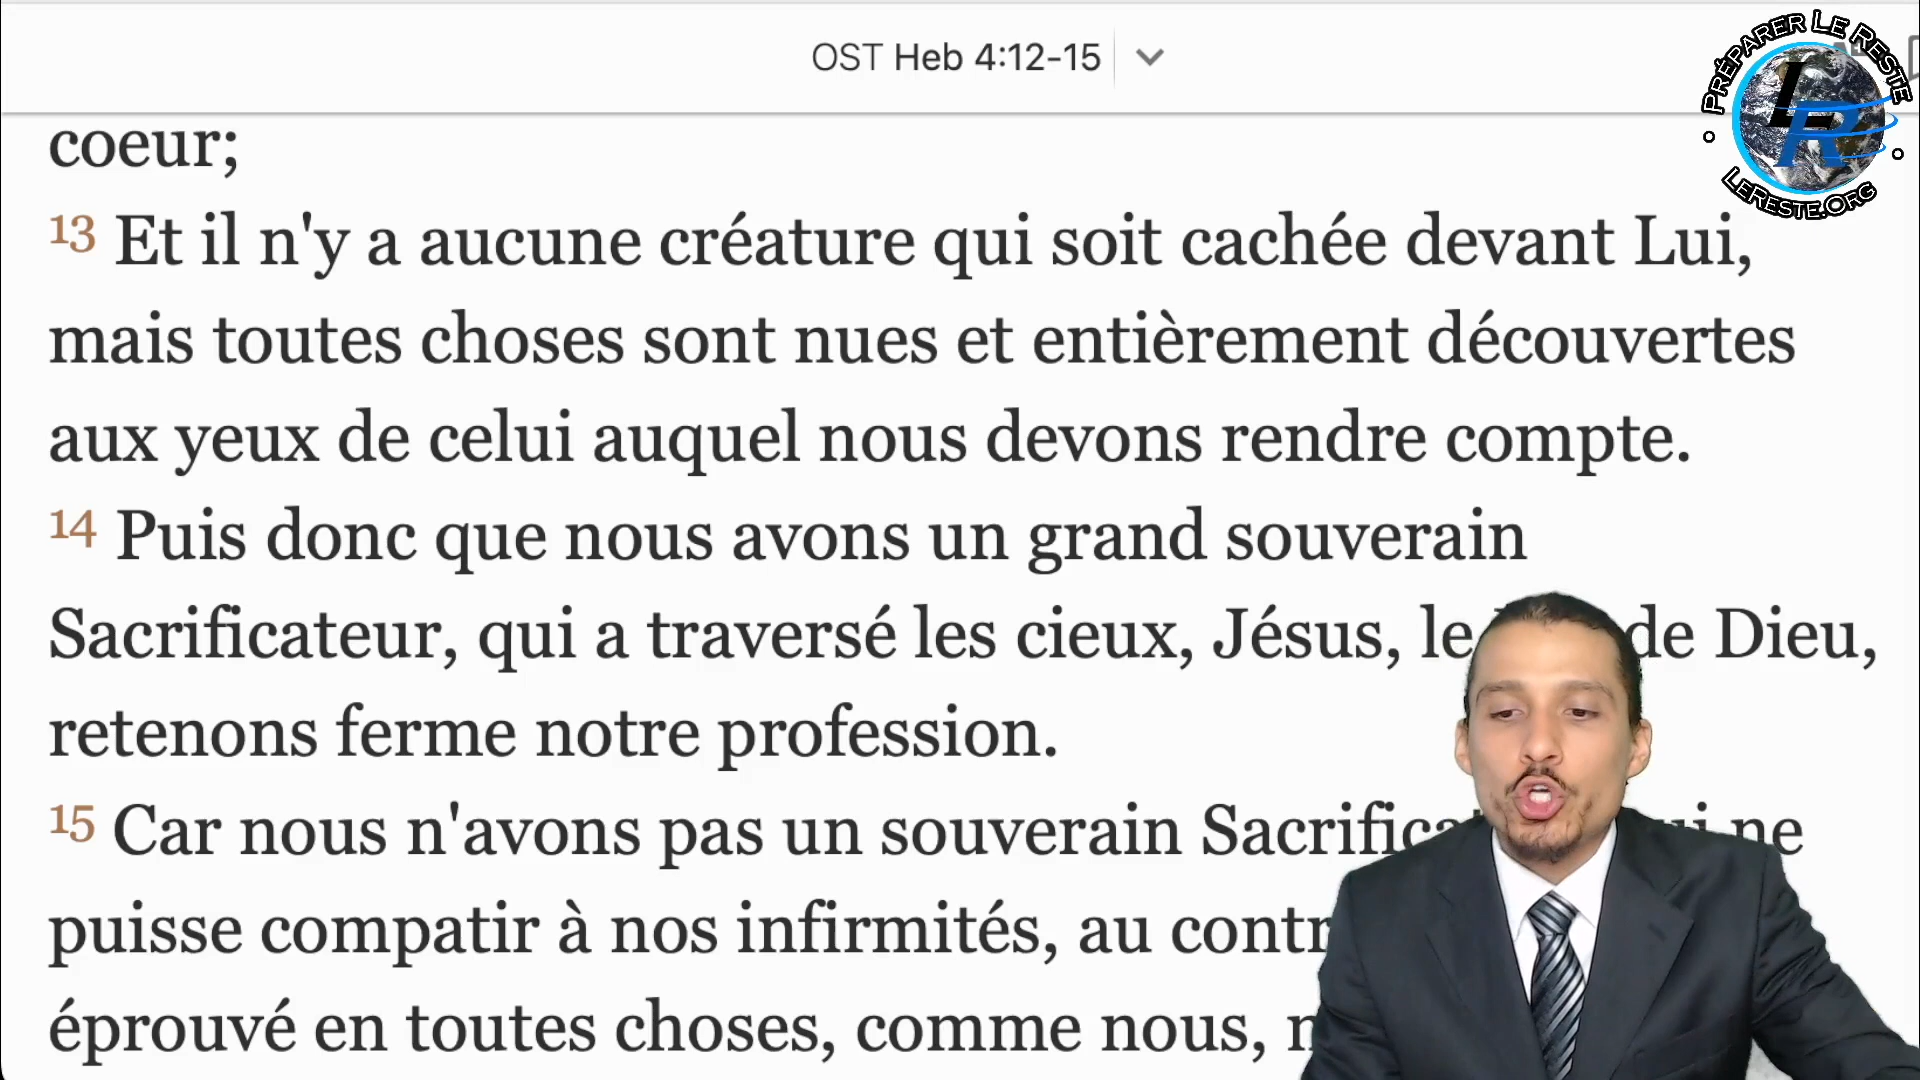 OST Heb 4:12-15
PRÉPARER LE RESTE
LR
LERESTE.ORG
coeur;
13 Et il n'y a aucune créature qui soit cachée devant Lui,
mais toutes choses sont nues et entièrement découvertes
aux yeux de celui auquel nous devons rendre compte.
14 Puis donc que nous avons un grand souverain
Sacrificateur, qui a traversé les cieux, Jésus, le de Dieu,
retenons ferme notre profession.
15 Car nous n'avons pas un souverain ne
puisse compatir à nos infirmités, au
éprouvé en toutes choses, comme nous,